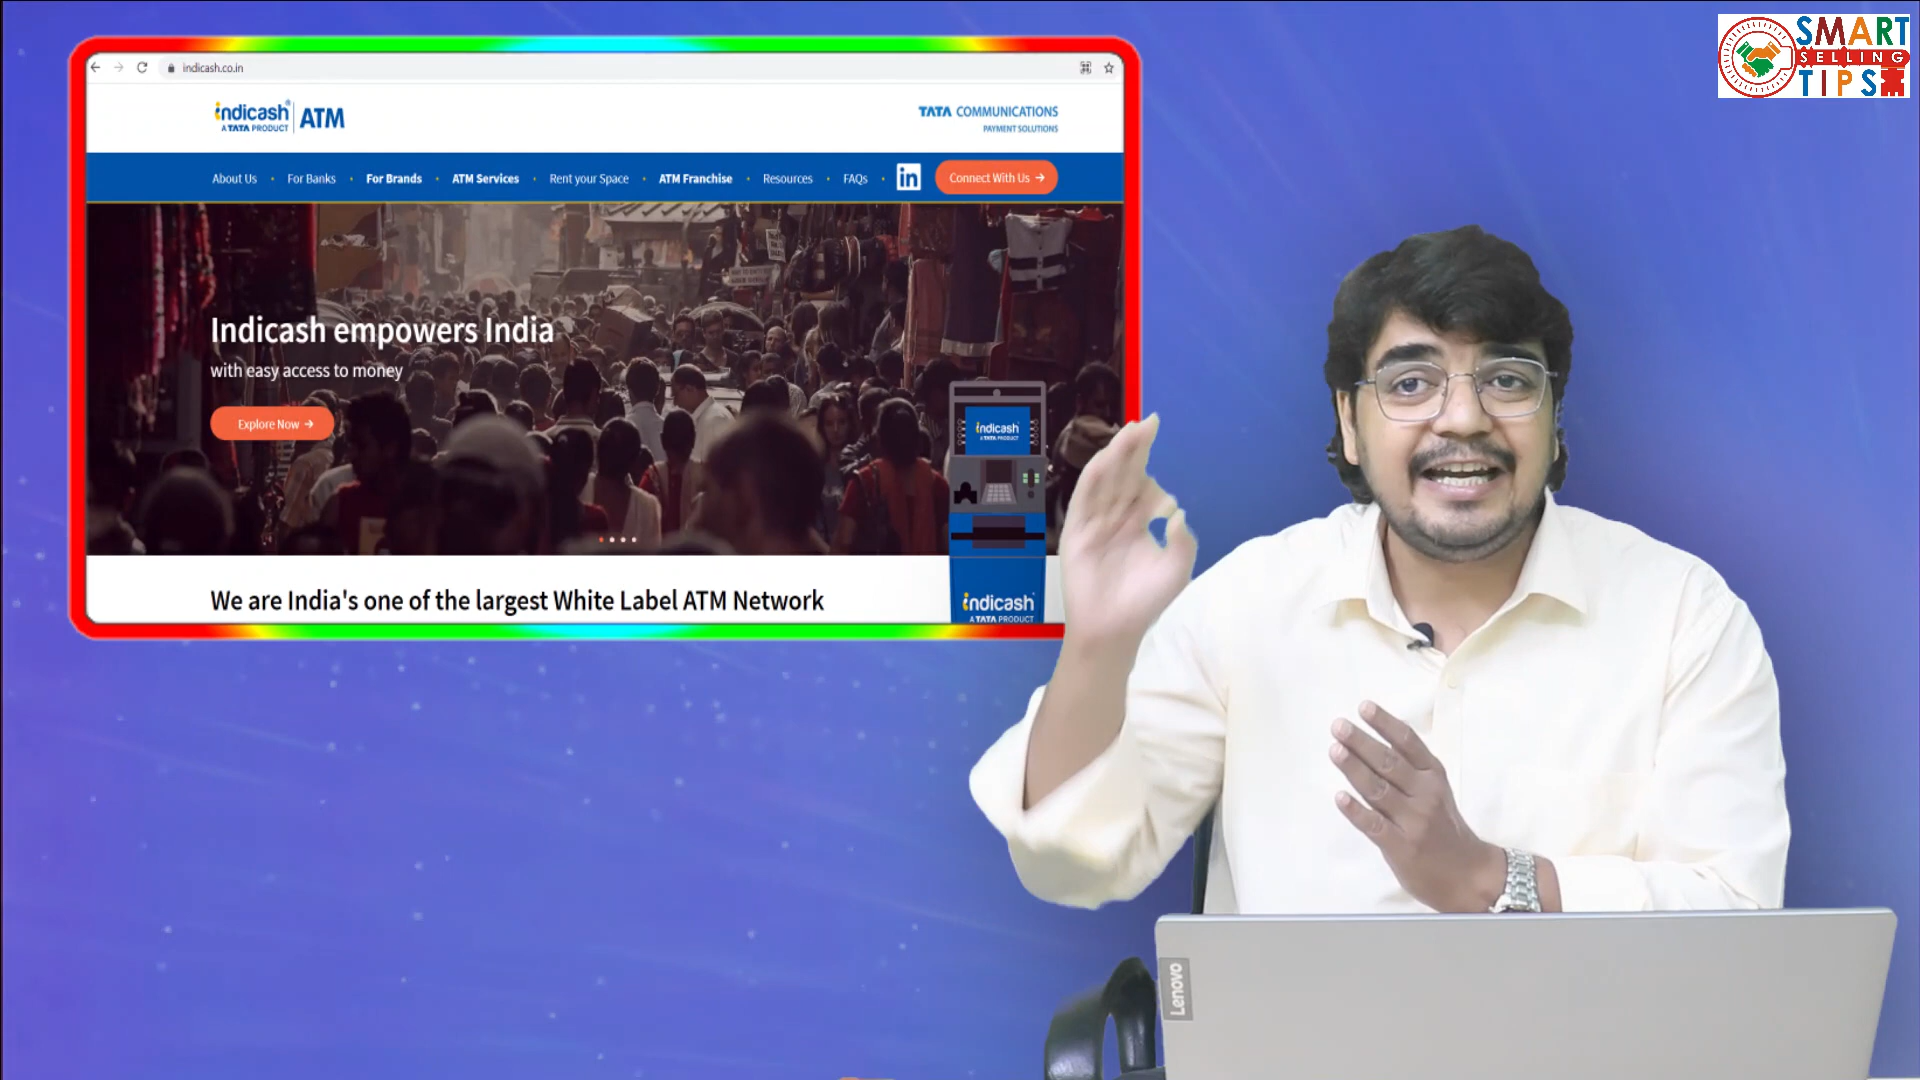 SMART
SELLING
TIPS
indicash.co.in
indicash ATM
A TATA PRODUCT
TATA COMMUNICATIONS
PAYMENT SOLUTIONS
About Us • For Banks • For Brands • ATM Services • Rent your Space • ATM Franchise • Resources • FAQs • in Connect With Us →
Indicash empowers India
with easy access to money
Explore Now →
indicash
A TATA PRODUCT
We are India's one of the largest White Label ATM Network
indicash
A TATA PRODUCT
Lenovo